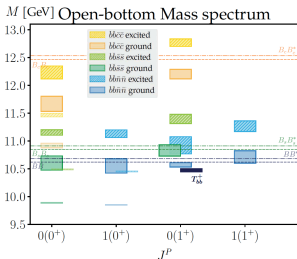 M [GeV] Open-bottom Mass spectrum
13.0
12.5
12.0
11.5
11.0
10.5
10.0
9.5
bbc̄c̄ excited
bbc̄c̄ ground
bbs̄s̄ excited
bbs̄s̄ ground
bbn̄n̄ excited
bbn̄n̄ ground
T_bb^+
0(0⁺) 1(0⁺) 0(1⁺) 1(1⁺)
J^P